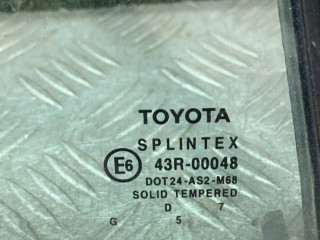 TOYOTA
SPLINTEX
E6 43R-00048
DOT24-AS2-M68
SOLID TEMPERED
D 7
G 5